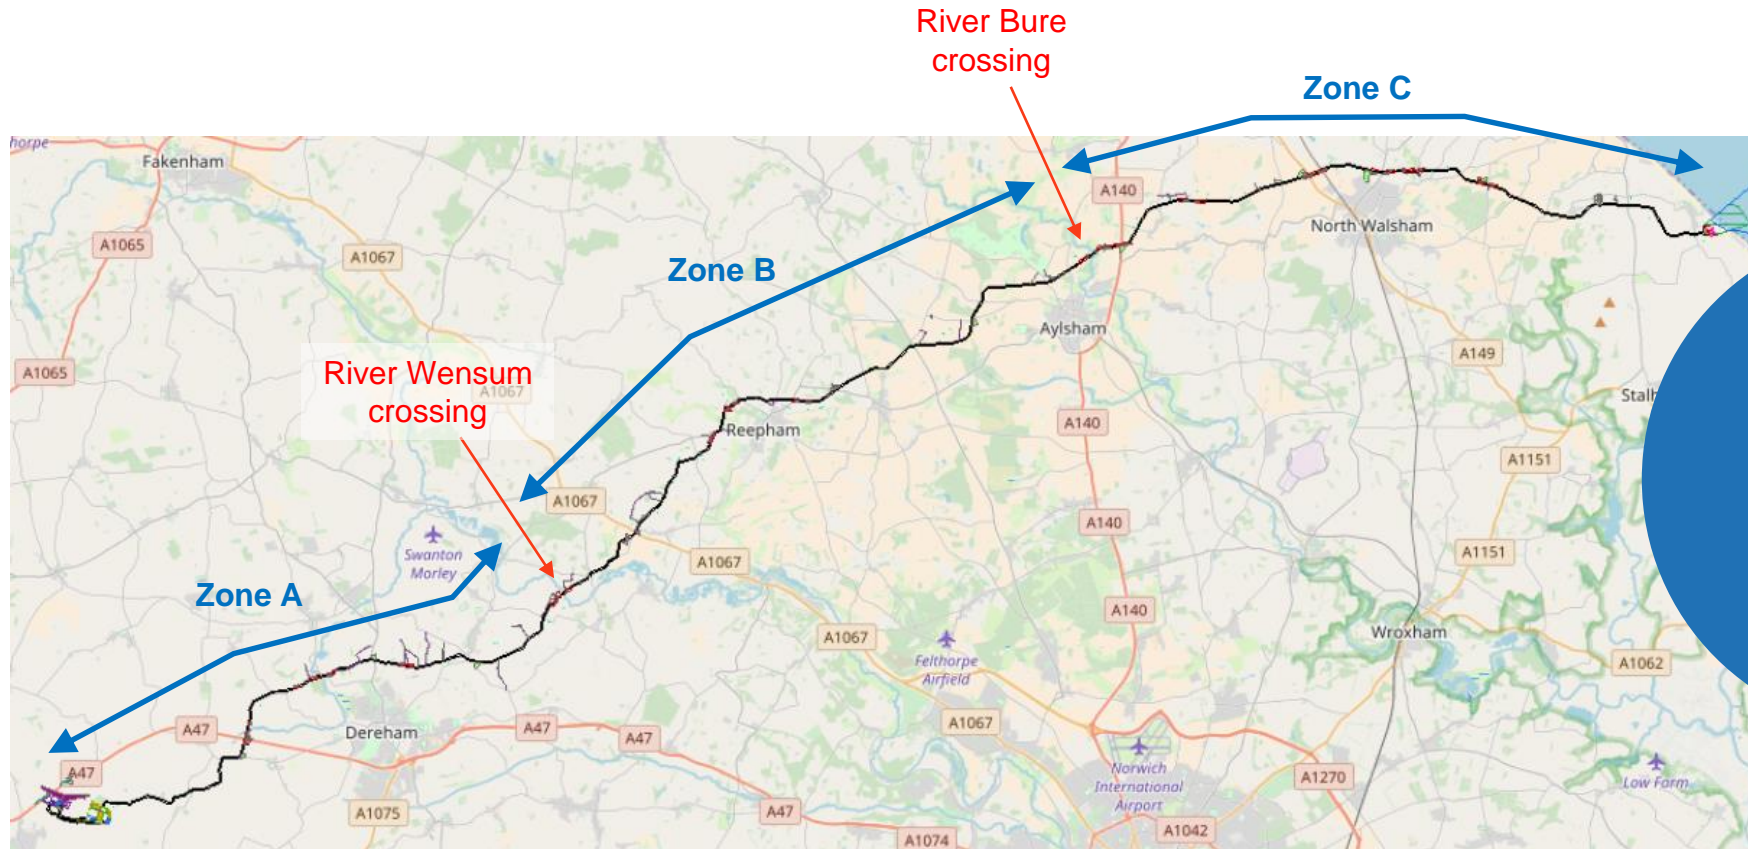 River Bure
crossing
Zone C
horpe
Fakenham
A140
A1065
A1067
North Walsham
Zone B
Aylsham
A1065
River Wensum
crossing
A1067
A149
Stalh
Reepham
A140
A1151
A1067
A140
Swanton
Morley
A1067
A1151
Zone A
A140
A1067
Wroxham
Felthorpe
Airfield
A1062
A47
Dereham
A47
A47
A1067
A47
Norwich
International
Airport
A1270
Low Farm
A1075
A47
A1074
A1042